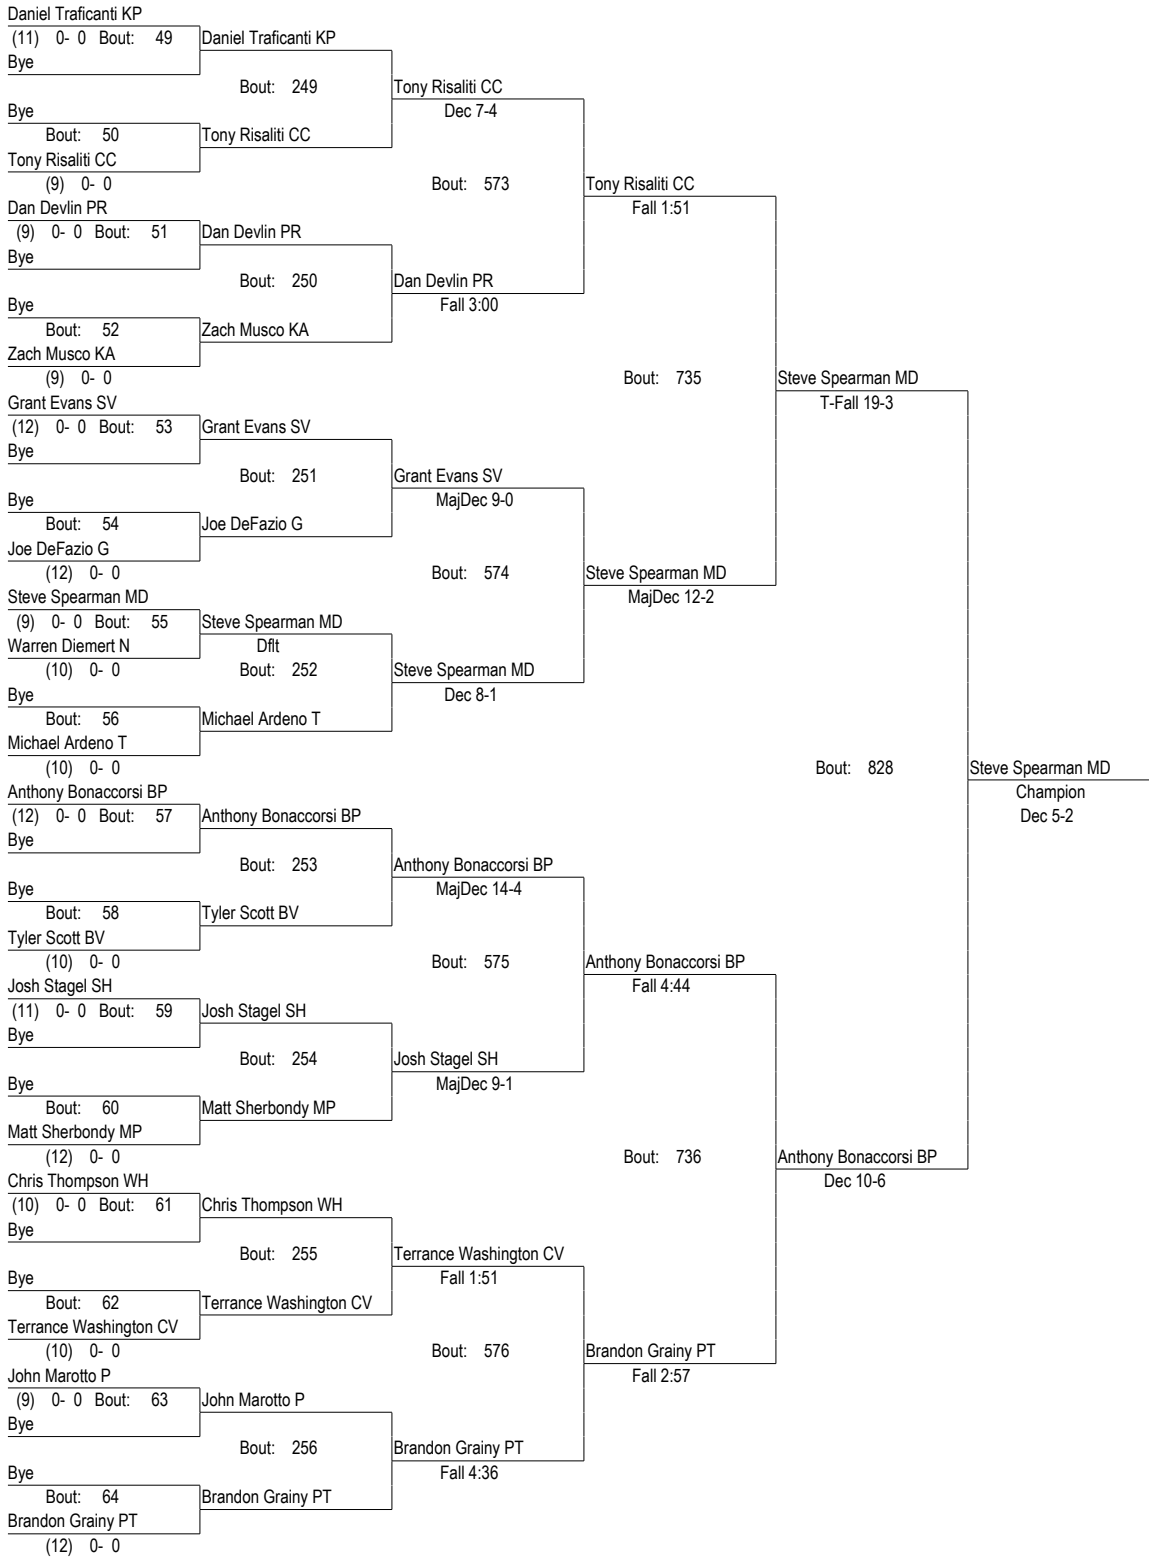 Daniel Traficanti KP
(11) 0- 0 Bout: 49 Daniel Traficanti KP
Bye
Bout: 249 Tony Risaliti CC
Bye Dec 7-4
Bout: 50 Tony Risaliti CC
Tony Risaliti CC
(9) 0- 0 Bout: 573 Tony Risaliti CC
Dan Devlin PR Fall 1:51
(9) 0- 0 Bout: 51 Dan Devlin PR
Bye
Bout: 250 Dan Devlin PR
Bye Fall 3:00
Bout: 52 Zach Musco KA
Zach Musco KA
(9) 0- 0 Bout: 735 Steve Spearman MD
Grant Evans SV T-Fall 19-3
(12) 0- 0 Bout: 53 Grant Evans SV
Bye
Bout: 251 Grant Evans SV
Bye MajDec 9-0
Bout: 54 Joe DeFazio G
Joe DeFazio G
(12) 0- 0 Bout: 574 Steve Spearman MD
Steve Spearman MD MajDec 12-2
(9) 0- 0 Bout: 55 Steve Spearman MD
Warren Diemert N Dflt
(10) 0- 0 Bout: 252 Steve Spearman MD
Bye Dec 8-1
Bout: 56 Michael Ardeno T
Michael Ardeno T
(10) 0- 0 Bout: 828 Steve Spearman MD
Anthony Bonaccorsi BP Champion
(12) 0- 0 Bout: 57 Anthony Bonaccorsi BP Dec 5-2
Bye
Bout: 253 Anthony Bonaccorsi BP
Bye MajDec 14-4
Bout: 58 Tyler Scott BV
Tyler Scott BV
(10) 0- 0 Bout: 575 Anthony Bonaccorsi BP
Josh Stagel SH Fall 4:44
(11) 0- 0 Bout: 59 Josh Stagel SH
Bye
Bout: 254 Josh Stagel SH
Bye MajDec 9-1
Bout: 60 Matt Sherbondy MP
Matt Sherbondy MP
(12) 0- 0 Bout: 736 Anthony Bonaccorsi BP
Chris Thompson WH Dec 10-6
(10) 0- 0 Bout: 61 Chris Thompson WH
Bye
Bout: 255 Terrance Washington CV
Bye Fall 1:51
Bout: 62 Terrance Washington CV
Terrance Washington CV
(10) 0- 0 Bout: 576 Brandon Grainy PT
John Marotto P Fall 2:57
(9) 0- 0 Bout: 63 John Marotto P
Bye
Bout: 256 Brandon Grainy PT
Bye Fall 4:36
Bout: 64 Brandon Grainy PT
Brandon Grainy PT
(12) 0- 0